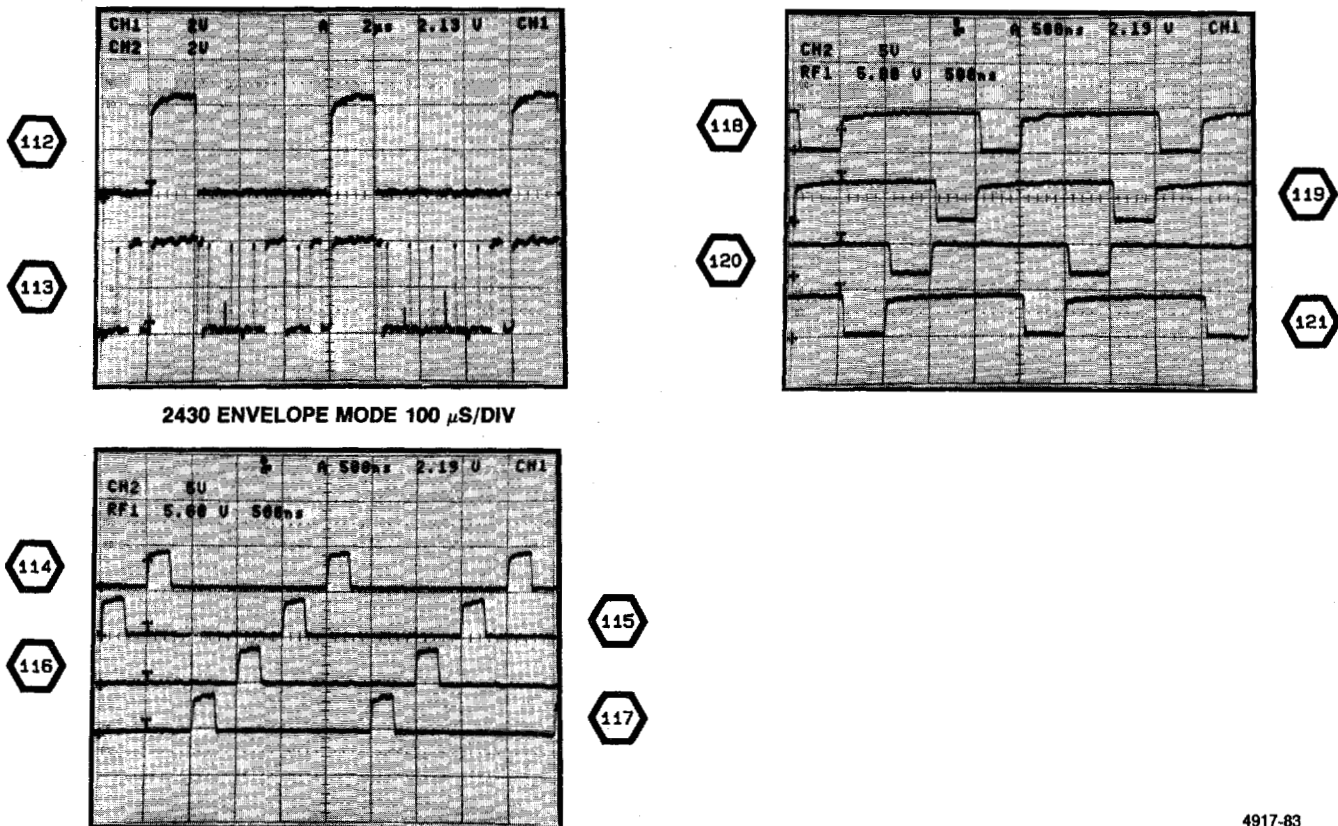 CH1 2V A 2µs 2.13 V CH1
CH2 2V
112
113
2430 ENVELOPE MODE 100 µS/DIV
A 500ns 2.19 V CH1
CH2 5V
RF1 5.00 V 500ns
118
119
120
121
A 500ns 2.19 V CH1
CH2 5V
RF1 5.00 V 500ns
114
115
116
117
4917-83